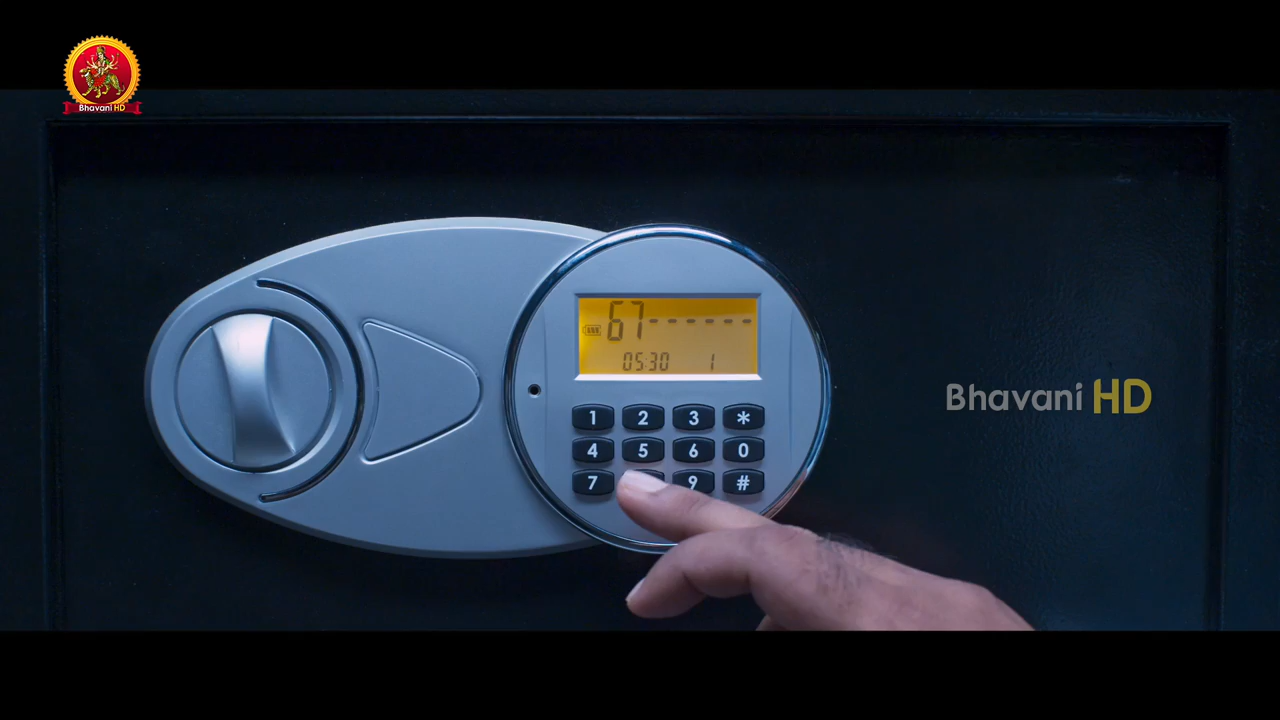 Bhavani HD
67------
05:30 1
Bhavani HD
1 2 3 *
4 5 6 0
7 9 #